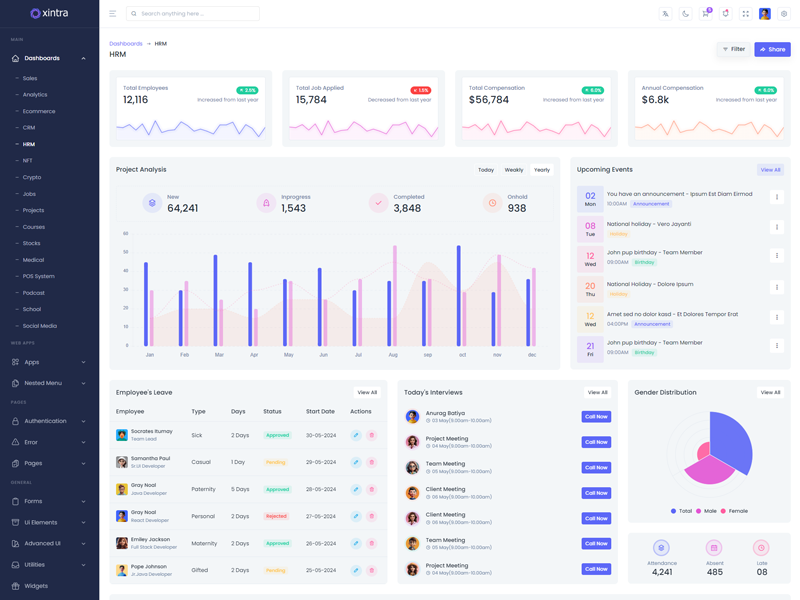 xintra
MAIN
Dashboards
Sales
Analytics
Ecommerce
CRM
HRM
NFT
Crypto
Jobs
Projects
Courses
Stocks
Medical
POS System
Podcast
School
Social Media
WEB APPS
Apps
Nested Menu
PAGES
Authentication
Error
Pages
GENERAL
Forms
UI Elements
Advanced UI
Utilities
Widgets
Search anything here ...
Dashboards → HRM
HRM
Filter
Share
Total Employees
12,116
Increased from last year
Total Job Applied
15,784
Decreased from last year
Total Compensation
$56,784
Increased from last year
Annual Compensation
$6.8k
Increased from last year
Project Analysis
Today Weekly Yearly
New
64,241
Inprogress
1,543
Completed
3,848
Onhold
938
60
50
40
30
20
10
0
Jan Feb Mar Apr May Jun Jul Aug sep oct nov dec
Upcoming Events
View All
02
Mon
You have an announcement - Ipsum Est Diam Eirmod
10:00AM Announcement
08
Tue
National holiday - Vero Jayanti
Holiday
12
Wed
John pup birthday - Team Member
09:00AM Birthday
20
Thu
National Holiday - Dolore Ipsum
Holiday
12
Wed
Amet sed no dolor kasd - Et Dolores Tempor Erat
04:00PM Announcement
21
Fri
John pup birthday - Team Member
09:00AM Birthday
Employee's Leave
View All
Employee Type Days Status Start Date Actions
Socrates Itumay
Team Lead
Sick 2 Days Approved 30-05-2024
Samantha Paul
Sr.UI Developer
Casual 1 Day Pending 29-05-2024
Gray Noal
Java Developer
Paternity 5 Days Approved 28-05-2024
Gray Noal
React Developer
Personal 2 Days Rejected 27-05-2024
Emiley Jackson
Full Stack Developer
Maternity 2 Days Approved 26-05-2024
Pope Johnson
Jr.Java Developer
Gifted 2 Days Pending 25-05-2024
Today's Interviews
View All
Anurag Batiya
03 May(9.00am-10.00am)
Call Now
Project Meeting
04 May(9.00am-10.00am)
Call Now
Team Meeting
05 May(9.00am-10.00am)
Call Now
Client Meeting
06 May(9.00am-10.00am)
Call Now
Client Meeting
06 May(9.00am-10.00am)
Call Now
Team Meeting
05 May(9.00am-10.00am)
Call Now
Project Meeting
04 May(9.00am-10.00am)
Call Now
Gender Distribution
View All
Total Male Female
Attendance
4,241
Absent
485
Late
08